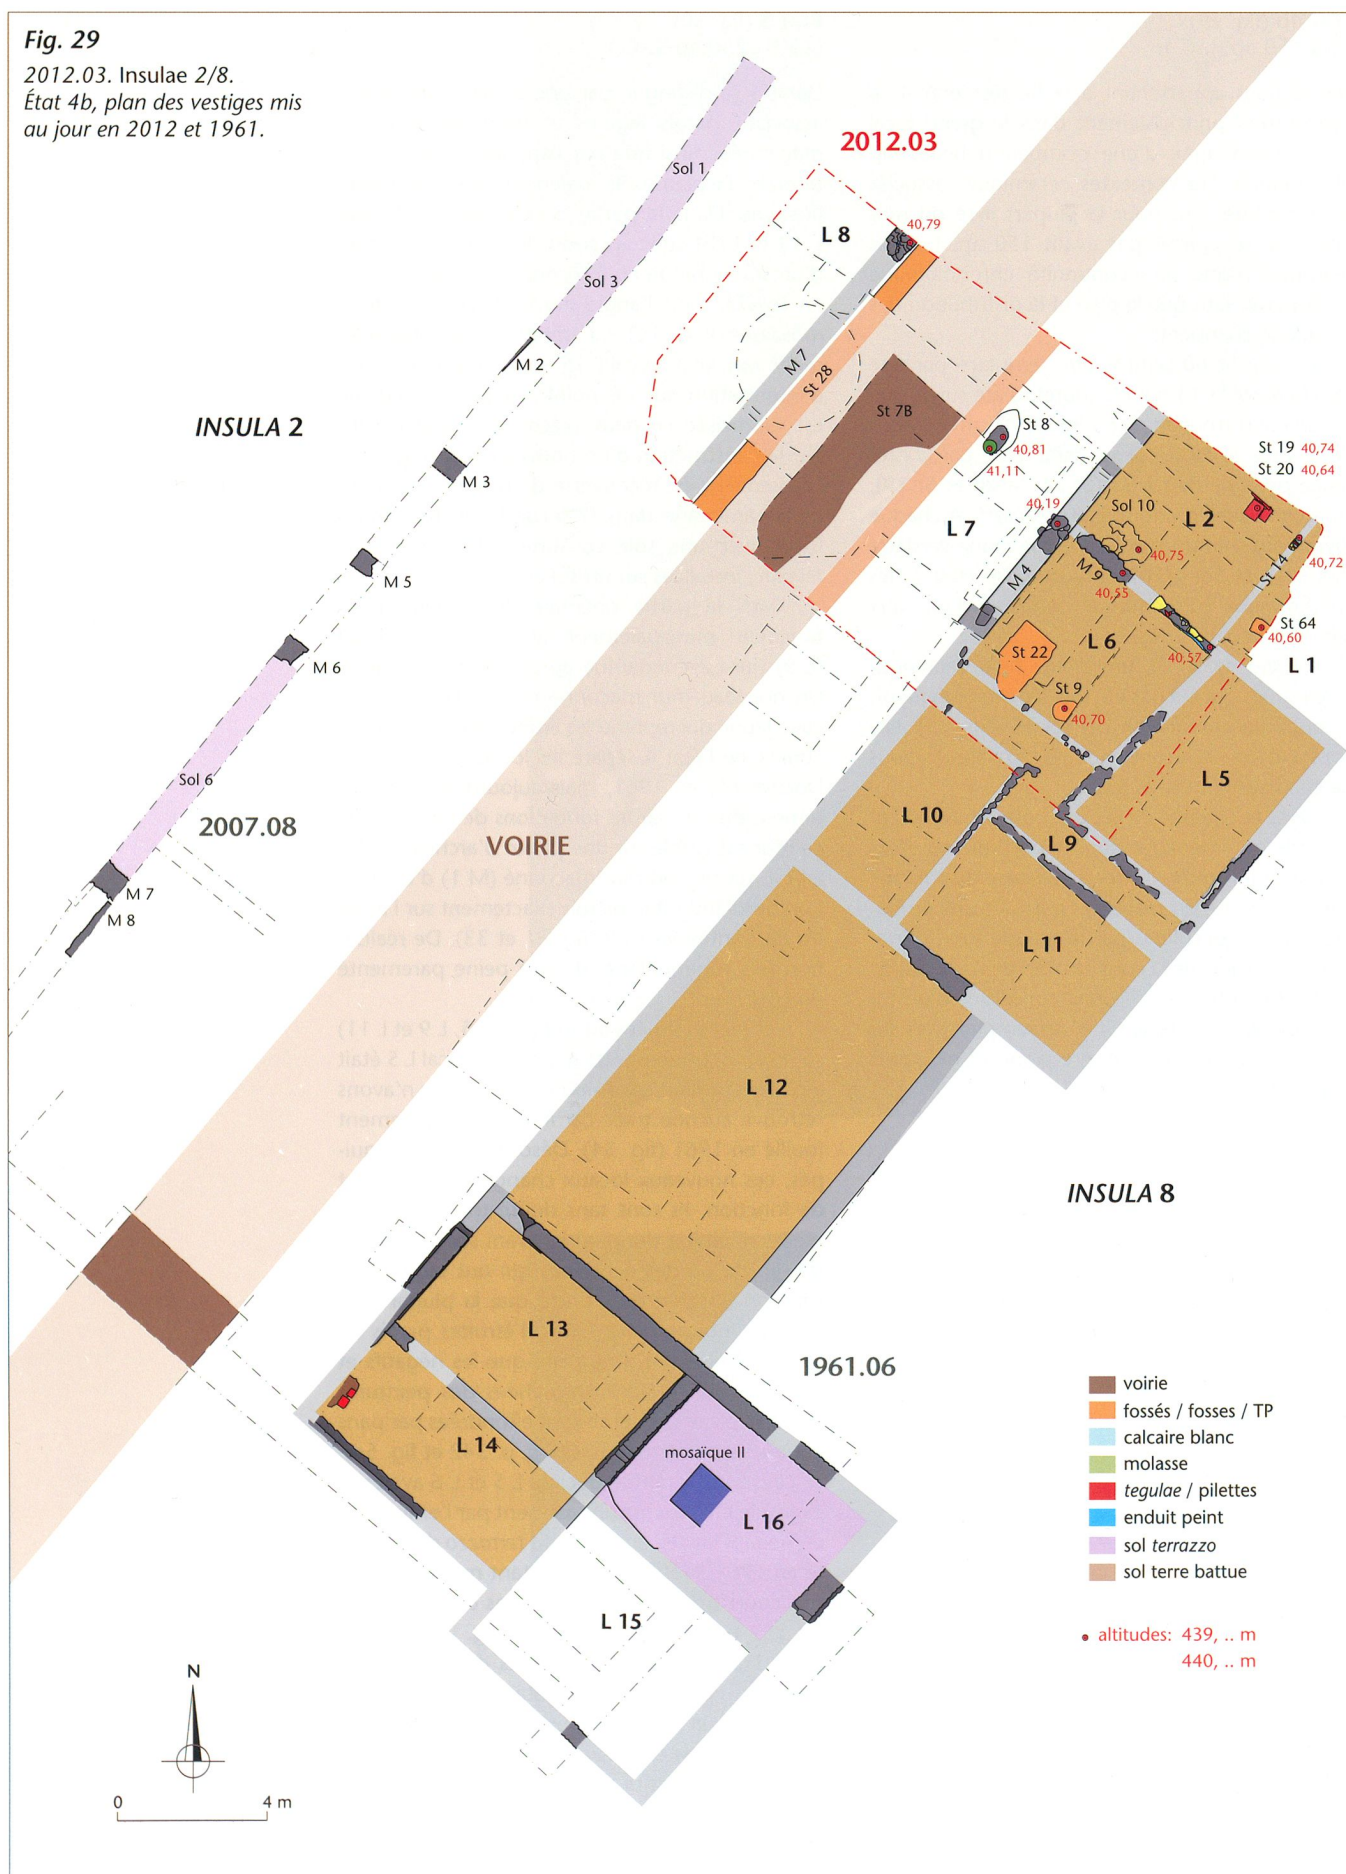 Fig. 29
2012.03. Insulae 2/8.
État 4b, plan des vestiges mis
au jour en 2012 et 1961.
2012.03
Sol 1
40,79
L 8
Sol 3
M 2
M 7
St 28
St 7B
St 8
40,81
41,11
St 19 40,74
St 20 40,64
INSULA 2
M 3
40,19
Sol 10
L 2
L 7
40,75
M 9
40,55
St 14
40,72
M 5
M 4
St 64
40,60
M 6
St 22
L 6
40,57
L 1
St 9
40,70
Sol 6
L 5
2007.08
L 10
VOIRIE
L 9
M 7
M 8
L 11
L 12
INSULA 8
L 13
1961.06
L 14
mosaïque II
L 16
L 15
voirie
fossés / fosses / TP
calcaire blanc
molasse
tegulae / pilettes
enduit peint
sol terrazzo
sol terre battue
altitudes: 439, .. m
440, .. m
N
0 4 m